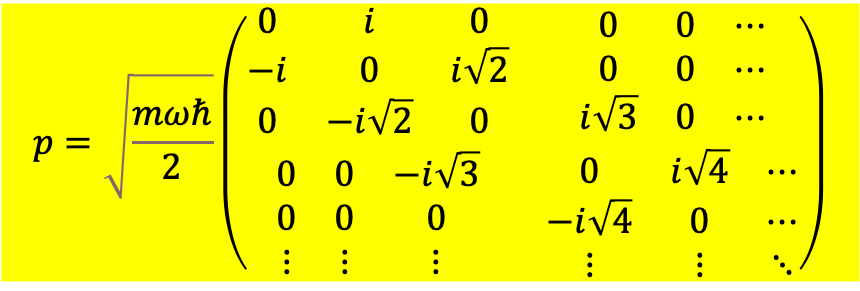 p = √(mωħ/2) ( 0 i 0 0 0 ⋯
−i 0 i√2 0 0 ⋯
0 −i√2 0 i√3 0 ⋯
0 0 −i√3 0 i√4 ⋯
0 0 0 −i√4 0 ⋯
⋮ ⋮ ⋮ ⋮ ⋮ ⋱ )